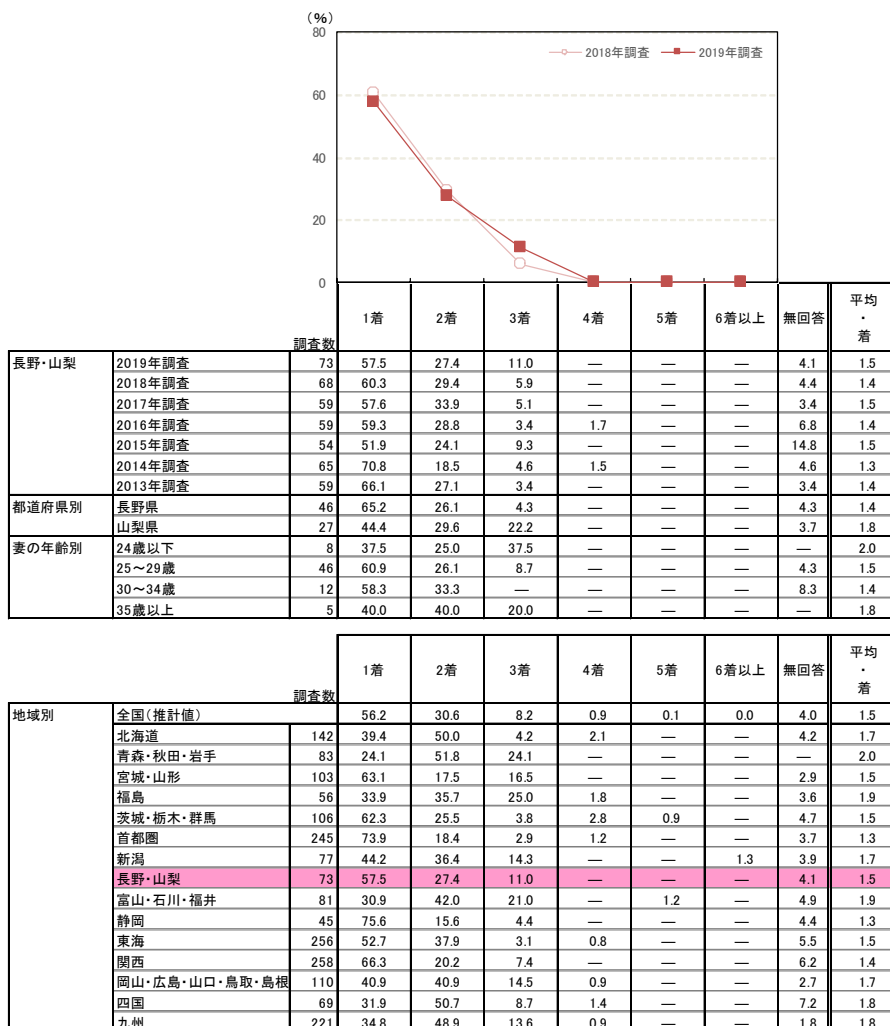 (%)
80
2018年調査 2019年調査
60
40
20
0
調査数 1着 2着 3着 4着 5着 6着以上 無回答 平均・着
長野・山梨 2019年調査 73 57.5 27.4 11.0 — — — 4.1 1.5
2018年調査 68 60.3 29.4 5.9 — — — 4.4 1.4
2017年調査 59 57.6 33.9 5.1 — — — 3.4 1.5
2016年調査 59 59.3 28.8 3.4 1.7 — — 6.8 1.4
2015年調査 54 51.9 24.1 9.3 — — — 14.8 1.5
2014年調査 65 70.8 18.5 4.6 1.5 — — 4.6 1.3
2013年調査 59 66.1 27.1 3.4 — — — 3.4 1.4
都道府県別 長野県 46 65.2 26.1 4.3 — — — 4.3 1.4
山梨県 27 44.4 29.6 22.2 — — — 3.7 1.8
妻の年齢別 24歳以下 8 37.5 25.0 37.5 — — — — 2.0
25~29歳 46 60.9 26.1 8.7 — — — 4.3 1.5
30~34歳 12 58.3 33.3 — — — — 8.3 1.4
35歳以上 5 40.0 40.0 20.0 — — — — 1.8
調査数 1着 2着 3着 4着 5着 6着以上 無回答 平均・着
地域別 全国(推計値) 56.2 30.6 8.2 0.9 0.1 0.0 4.0 1.5
北海道 142 39.4 50.0 4.2 2.1 — — 4.2 1.7
青森・秋田・岩手 83 24.1 51.8 24.1 — — — — 2.0
宮城・山形 103 63.1 17.5 16.5 — — — 2.9 1.5
福島 56 33.9 35.7 25.0 1.8 — — 3.6 1.9
茨城・栃木・群馬 106 62.3 25.5 3.8 2.8 0.9 — 4.7 1.5
首都圏 245 73.9 18.4 2.9 1.2 — — 3.7 1.3
新潟 77 44.2 36.4 14.3 — — 1.3 3.9 1.7
長野・山梨 73 57.5 27.4 11.0 — — — 4.1 1.5
富山・石川・福井 81 30.9 42.0 21.0 — 1.2 — 4.9 1.9
静岡 45 75.6 15.6 4.4 — — — 4.4 1.3
東海 256 52.7 37.9 3.1 0.8 — — 5.5 1.5
関西 258 66.3 20.2 7.4 — — — 6.2 1.4
岡山・広島・山口・鳥取・島根 110 40.9 40.9 14.5 0.9 — — 2.7 1.7
四国 69 31.9 50.7 8.7 1.4 — — 7.2 1.8
九州 221 34.8 48.9 13.6 0.9 — — 1.8 1.8